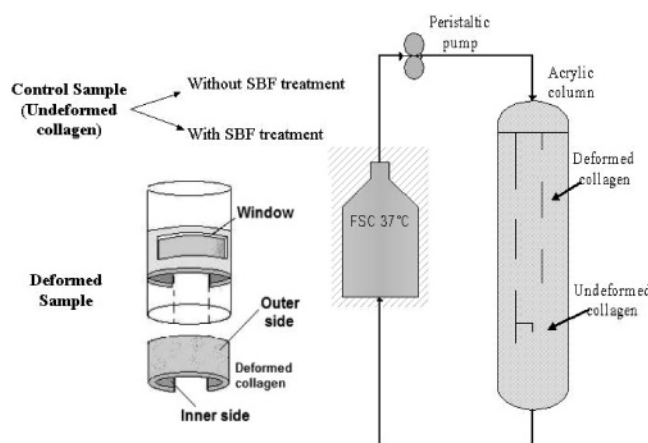 Control Sample
(Undeformed
collagen)
Without SBF treatment
With SBF treatment
Deformed
Sample
Window
Outer
side
Deformed
collagen
Inner side
Peristaltic
pump
Acrylic
column
FSC 37°C
Deformed
collagen
Undeformed
collagen